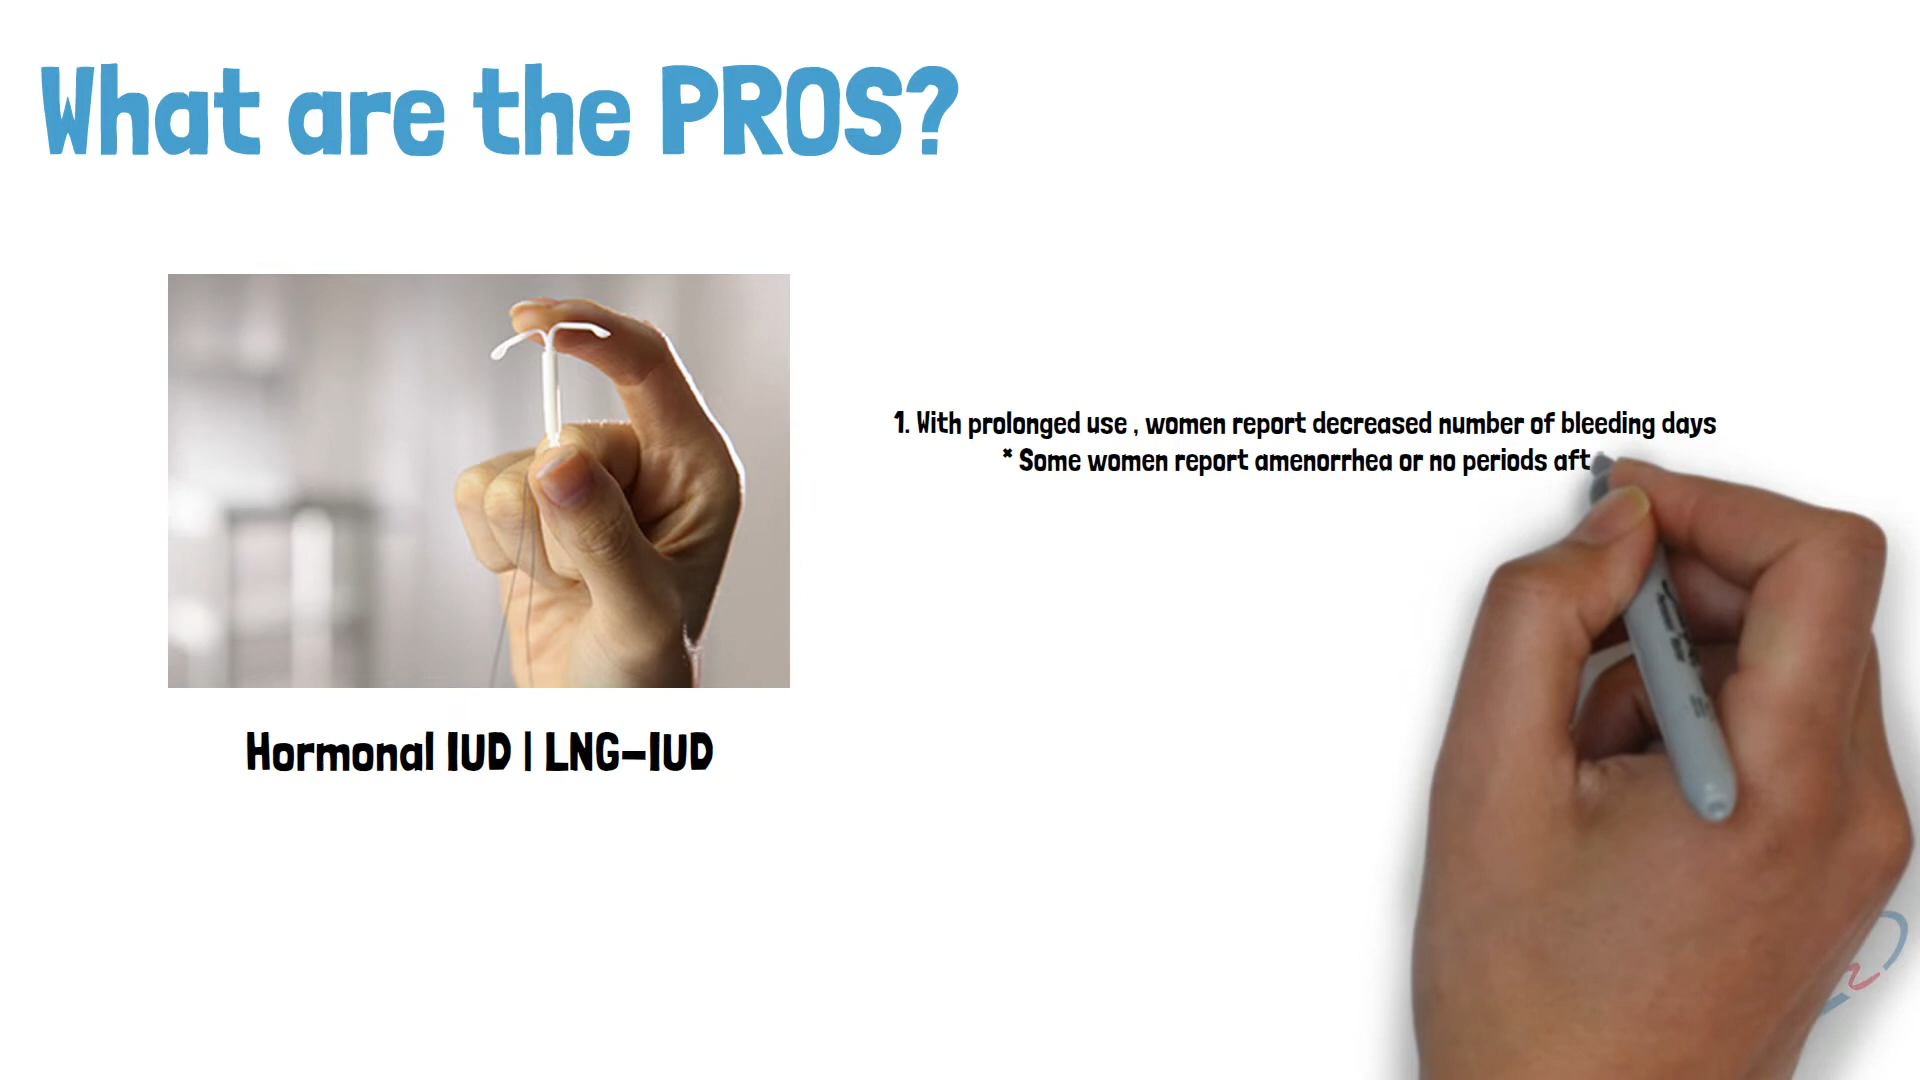 What are the PROS?
1. With prolonged use , women report decreased number of bleeding days
* Some women report amenorrhea or no periods aft
Hormonal IUD | LNG-IUD